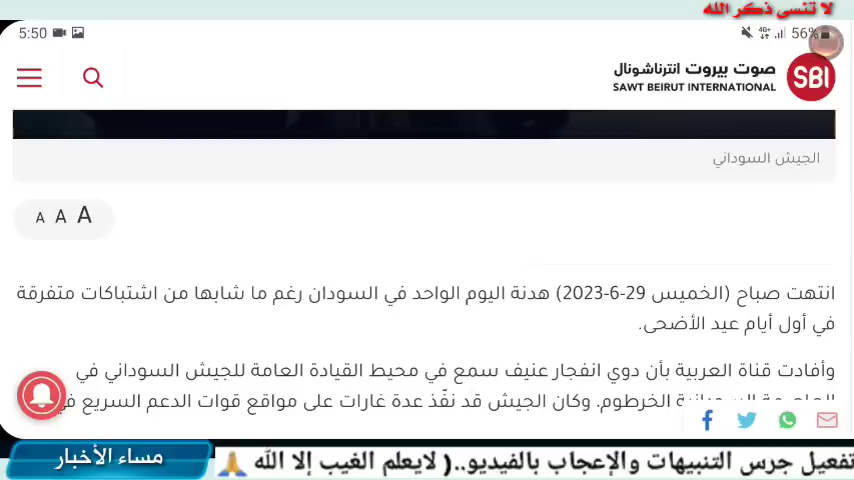 لا تنسى ذكر الله
5:50
4G+ 56%
صوت بيروت انترناشونال
SAWT BEIRUT INTERNATIONAL
SBI
الجيش السوداني
A A A
انتهت صباح (الخميس 29-6-2023) هدنة اليوم الواحد في السودان رغم ما شابها من اشتباكات متفرقة
في أول أيام عيد الأضحى.
وأفادت قناة العربية بأن دوي انفجار عنيف سمع في محيط القيادة العامة للجيش السوداني في
الخرطوم. وكان الجيش قد نفّذ عدة غارات على مواقع قوات الدعم السريع
تفعيل جرس التنبيهات والإعجاب بالفيديو..( لايعلم الغيب إلا الله 🙏
مساء الأخبار